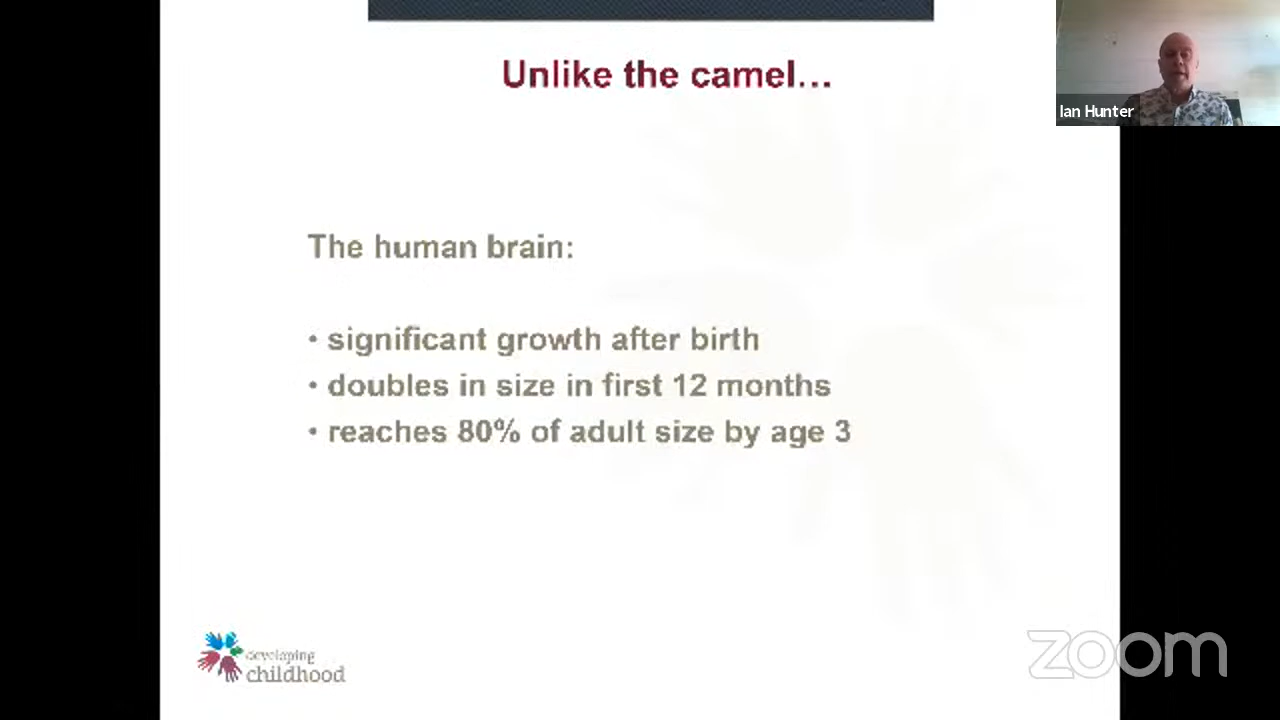 Unlike the camel...
Ian Hunter
The human brain:
• significant growth after birth
• doubles in size in first 12 months
• reaches 80% of adult size by age 3
developing
childhood
zoom